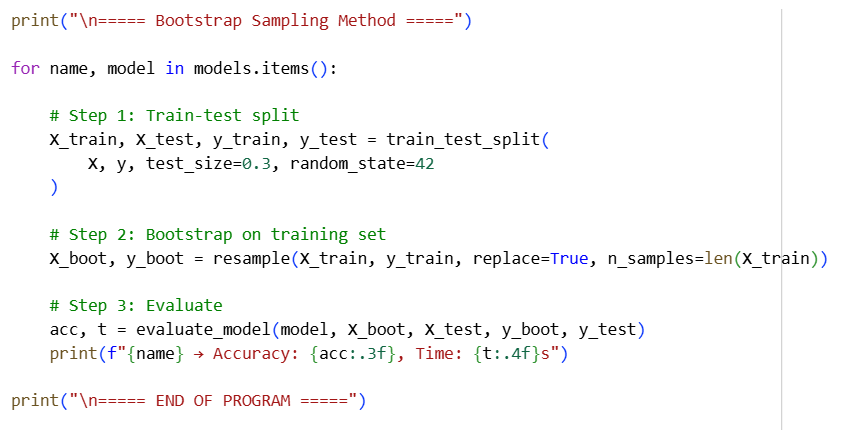 print("\n===== Bootstrap Sampling Method =====")
for name, model in models.items():
# Step 1: Train-test split
X_train, X_test, y_train, y_test = train_test_split(
X, y, test_size=0.3, random_state=42
)
# Step 2: Bootstrap on training set
X_boot, y_boot = resample(X_train, y_train, replace=True, n_samples=len(X_train))
# Step 3: Evaluate
acc, t = evaluate_model(model, X_boot, X_test, y_boot, y_test)
print(f"{name} → Accuracy: {acc:.3f}, Time: {t:.4f}s")
print("\n===== END OF PROGRAM =====")